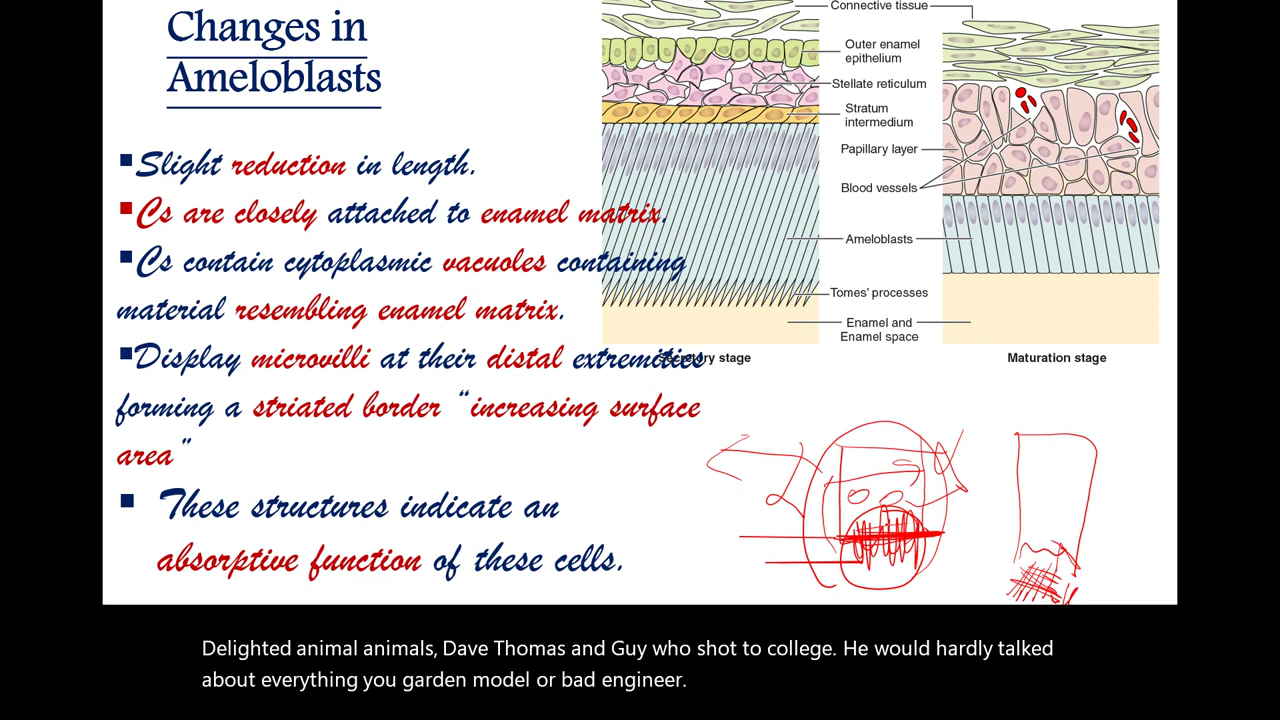 Changes in
Ameloblasts
▪Slight reduction in length.
▪Cs are closely attached to enamel matrix.
▪Cs contain cytoplasmic vacuoles containing
material resembling enamel matrix.
▪Display microvilli at their distal extremities
forming a striated border “increasing surface
area”
▪ These structures indicate an
absorptive function of these cells.
Connective tissue
Outer enamel
epithelium
Stellate reticulum
Stratum
intermedium
Papillary layer
Blood vessels
Ameloblasts
Tomes’ processes
Enamel and
Enamel space
Secretory stage
Maturation stage
Delighted animal animals, Dave Thomas and Guy who shot to college. He would hardly talked
about everything you garden model or bad engineer.